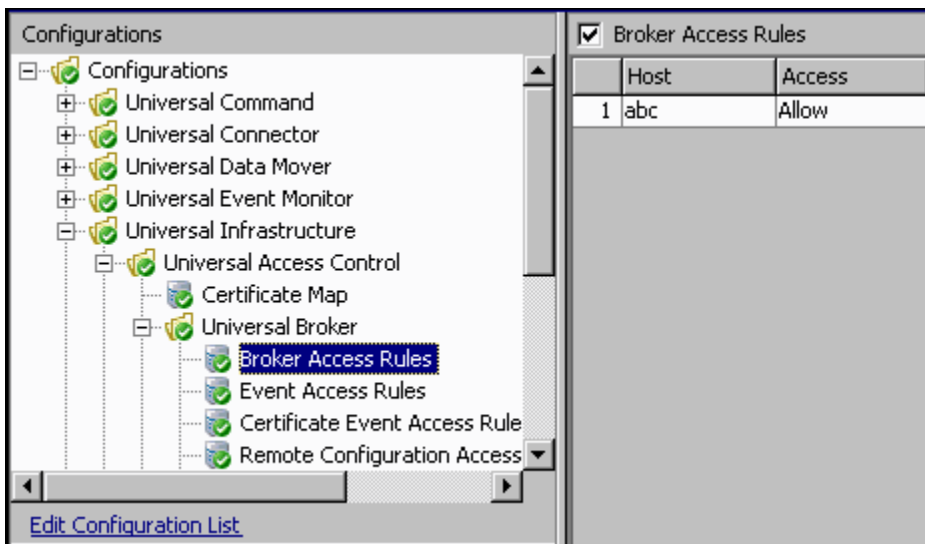 Configurations
Configurations
Universal Command
Universal Connector
Universal Data Mover
Universal Event Monitor
Universal Infrastructure
Universal Access Control
Certificate Map
Universal Broker
Broker Access Rules
Event Access Rules
Certificate Event Access Rule
Remote Configuration Access
Edit Configuration List
Broker Access Rules
Host Access
1 abc Allow